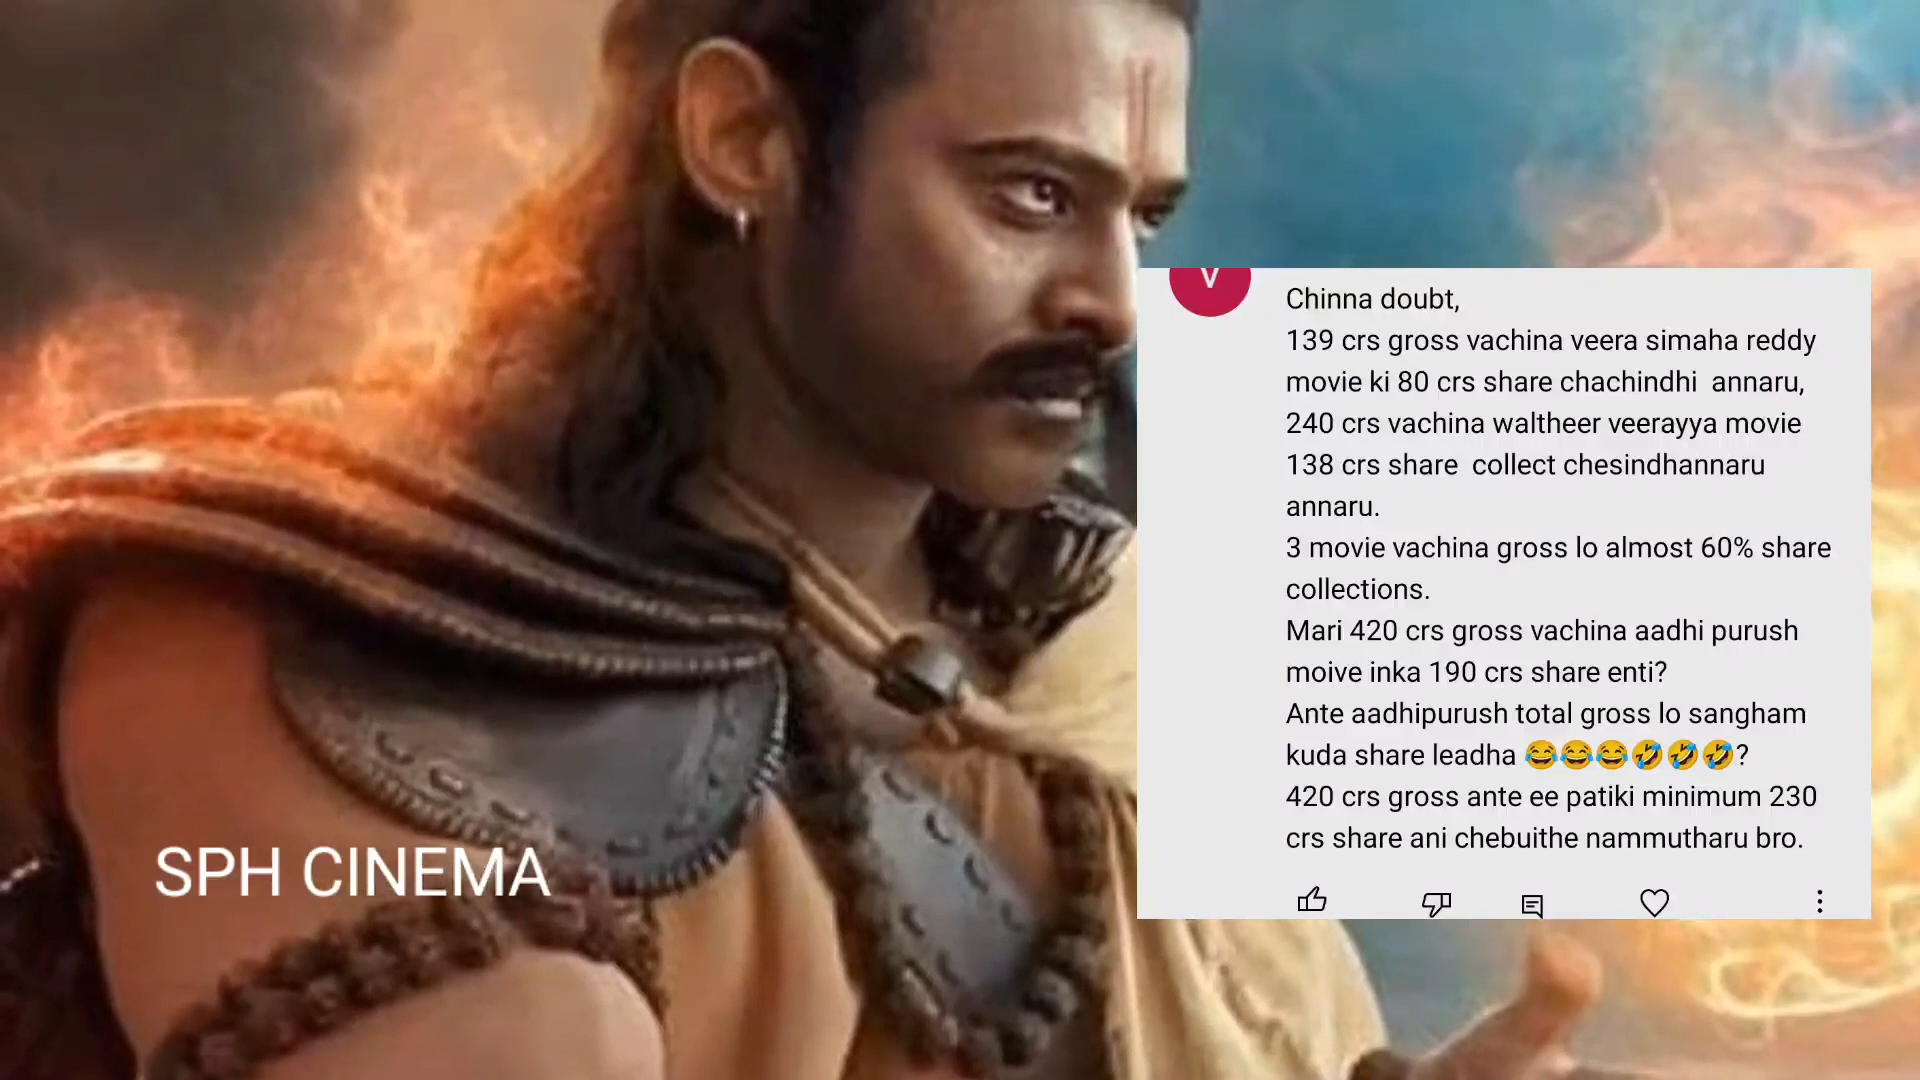 V
Chinna doubt,
139 crs gross vachina veera simaha reddy
movie ki 80 crs share chachindhi  annaru,
240 crs vachina waltheer veerayya movie
138 crs share  collect chesindhannaru
annaru.
3 movie vachina gross lo almost 60% share
collections.
Mari 420 crs gross vachina aadhi purush
moive inka 190 crs share enti?
Ante aadhipurush total gross lo sangham
kuda share leadha 😂😂😂🤣🤣🤣?
420 crs gross ante ee patiki minimum 230
crs share ani chebuithe nammutharu bro.
SPH CINEMA